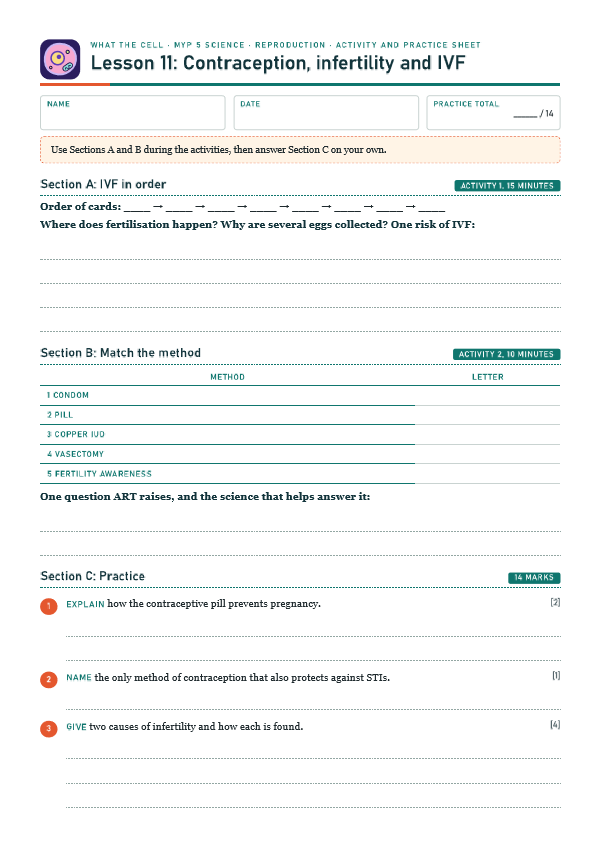 WHAT THE CELL · MYP 5 SCIENCE · REPRODUCTION · ACTIVITY AND PRACTICE SHEET
Lesson 11: Contraception, infertility and IVF
NAME
DATE
PRACTICE TOTAL
_____ / 14
Use Sections A and B during the activities, then answer Section C on your own.
Section A: IVF in order
ACTIVITY 1, 15 MINUTES
Order of cards: ____ → ____ → ____ → ____ → ____ → ____ → ____ → ____
Where does fertilisation happen? Why are several eggs collected? One risk of IVF:
Section B: Match the method
ACTIVITY 2, 10 MINUTES
METHOD LETTER
1 CONDOM
2 PILL
3 COPPER IUD
4 VASECTOMY
5 FERTILITY AWARENESS
One question ART raises, and the science that helps answer it:
Section C: Practice
14 MARKS
1 EXPLAIN how the contraceptive pill prevents pregnancy. [2]
2 NAME the only method of contraception that also protects against STIs. [1]
3 GIVE two causes of infertility and how each is found. [4]